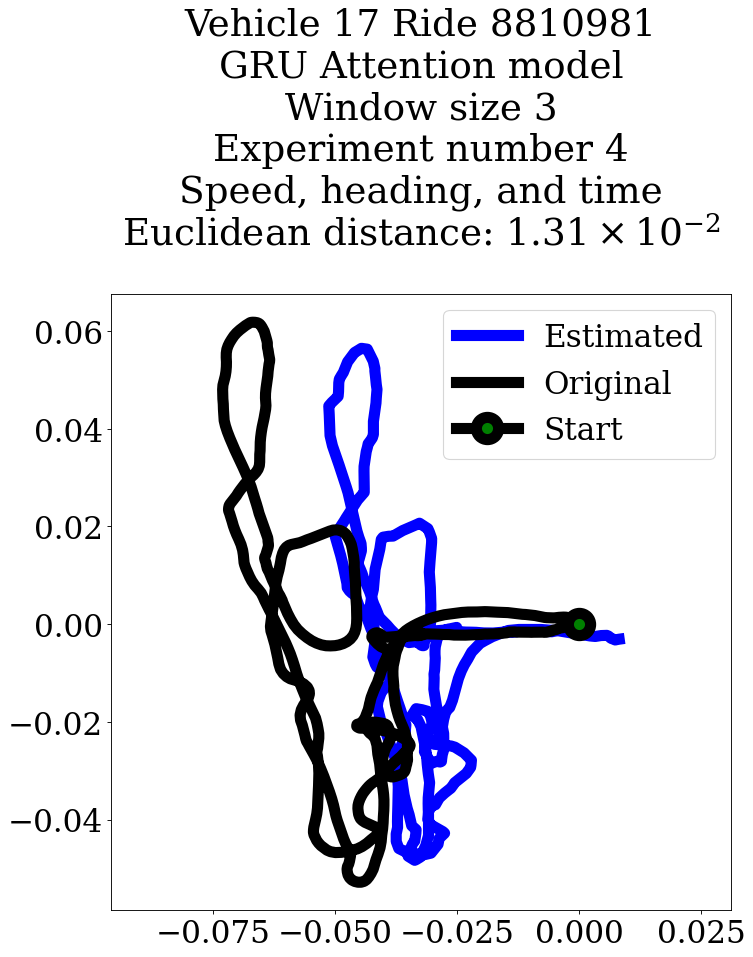 Vehicle 17 Ride 8810981
GRU Attention model
Window size 3
Experiment number 4
Speed, heading, and time
Euclidean distance: 1.31 × 10⁻²
Estimated
Original
Start
0.06
0.04
0.02
0.00
−0.02
−0.04
−0.075 −0.050 −0.025 0.000 0.025